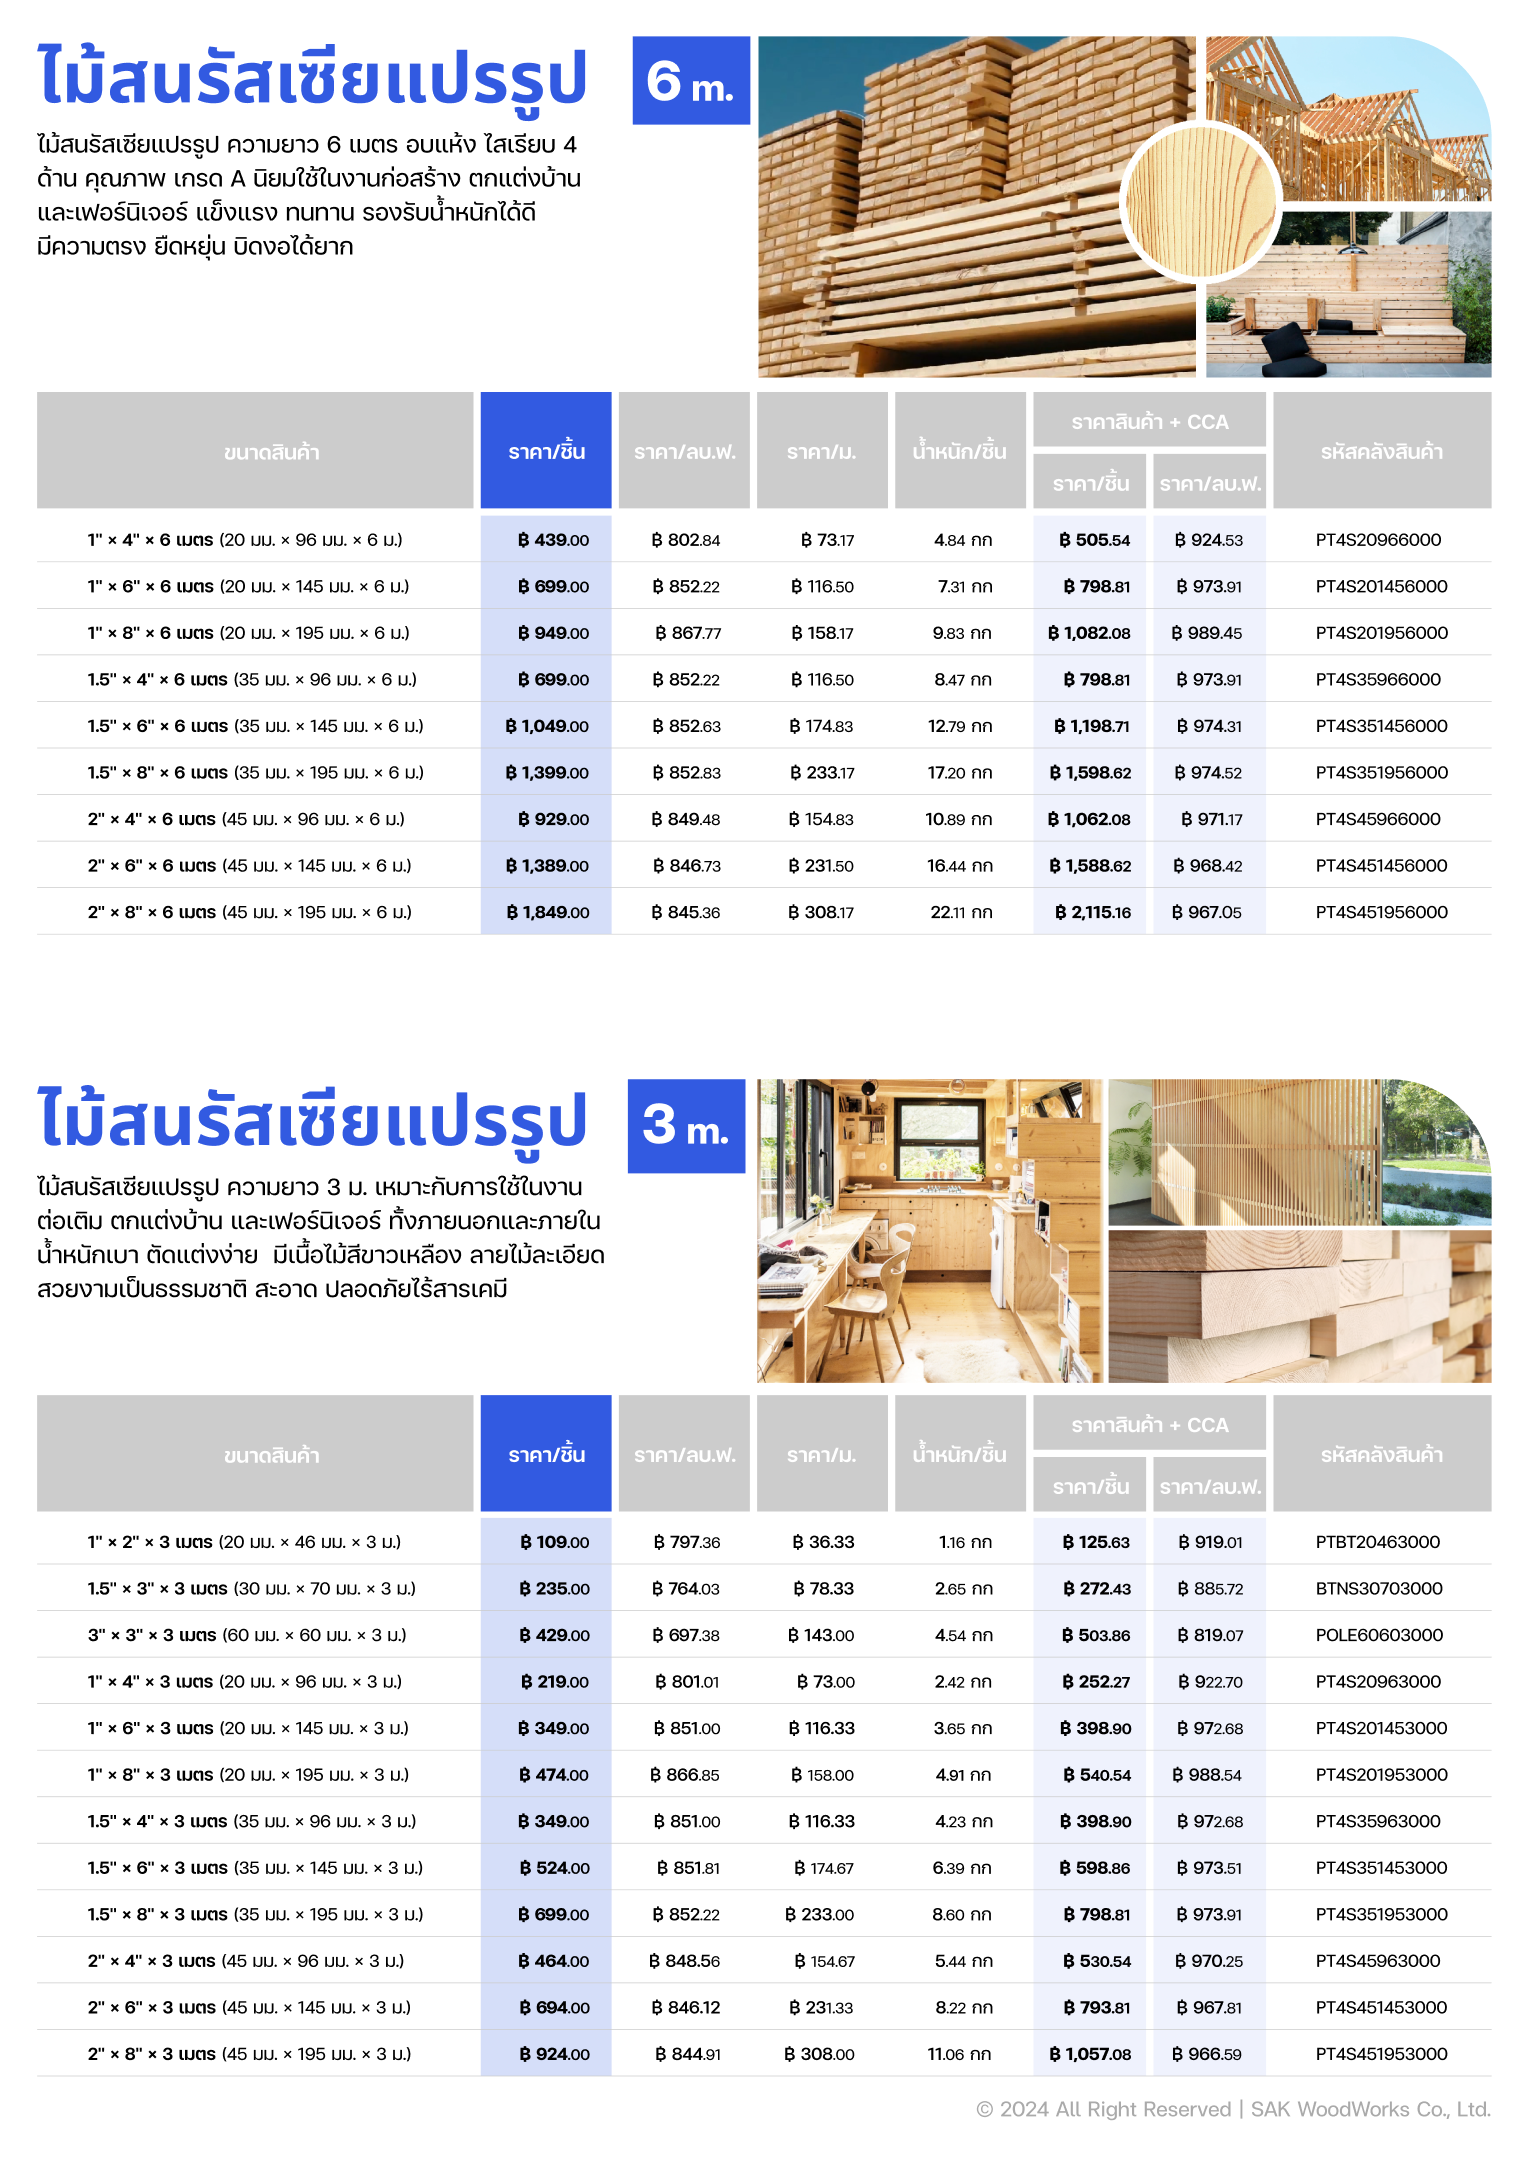 ไม้สนรัสเซียแปรรูป
6 m.
ไม้สนรัสเซียแปรรูป ความยาว 6 เมตร อบแห้ง ไสเรียบ 4
ด้าน คุณภาพ เกรด A นิยมใช้ในงานก่อสร้าง ตกแต่งบ้าน
และเฟอร์นิเจอร์ แข็งแรง ทนทาน รองรับน้ำหนักได้ดี
มีความตรง ยืดหยุ่น บิดงอได้ยาก
ขนาดสินค้า ราคา/ชิ้น ราคา/ลบ.ฟ. ราคา/ม. น้ำหนัก/ชิ้น ราคาสินค้า + CCA รหัสคลังสินค้า
ราคา/ชิ้น ราคา/ลบ.ฟ.
1" × 4" × 6 เมตร (20 มม. × 96 มม. × 6 ม.) ฿ 439.00 ฿ 802.84 ฿ 73.17 4.84 กก ฿ 505.54 ฿ 924.53 PT4S20966000
1" × 6" × 6 เมตร (20 มม. × 145 มม. × 6 ม.) ฿ 699.00 ฿ 852.22 ฿ 116.50 7.31 กก ฿ 798.81 ฿ 973.91 PT4S201456000
1" × 8" × 6 เมตร (20 มม. × 195 มม. × 6 ม.) ฿ 949.00 ฿ 867.77 ฿ 158.17 9.83 กก ฿ 1,082.08 ฿ 989.45 PT4S201956000
1.5" × 4" × 6 เมตร (35 มม. × 96 มม. × 6 ม.) ฿ 699.00 ฿ 852.22 ฿ 116.50 8.47 กก ฿ 798.81 ฿ 973.91 PT4S35966000
1.5" × 6" × 6 เมตร (35 มม. × 145 มม. × 6 ม.) ฿ 1,049.00 ฿ 852.63 ฿ 174.83 12.79 กก ฿ 1,198.71 ฿ 974.31 PT4S351456000
1.5" × 8" × 6 เมตร (35 มม. × 195 มม. × 6 ม.) ฿ 1,399.00 ฿ 852.83 ฿ 233.17 17.20 กก ฿ 1,598.62 ฿ 974.52 PT4S351956000
2" × 4" × 6 เมตร (45 มม. × 96 มม. × 6 ม.) ฿ 929.00 ฿ 849.48 ฿ 154.83 10.89 กก ฿ 1,062.08 ฿ 971.17 PT4S45966000
2" × 6" × 6 เมตร (45 มม. × 145 มม. × 6 ม.) ฿ 1,389.00 ฿ 846.73 ฿ 231.50 16.44 กก ฿ 1,588.62 ฿ 968.42 PT4S451456000
2" × 8" × 6 เมตร (45 มม. × 195 มม. × 6 ม.) ฿ 1,849.00 ฿ 845.36 ฿ 308.17 22.11 กก ฿ 2,115.16 ฿ 967.05 PT4S451956000
ไม้สนรัสเซียแปรรูป
3 m.
ไม้สนรัสเซียแปรรูป ความยาว 3 ม. เหมาะกับการใช้ในงาน
ต่อเติม ตกแต่งบ้าน และเฟอร์นิเจอร์ ทั้งภายนอกและภายใน
น้ำหนักเบา ตัดแต่งง่าย มีเนื้อไม้สีขาวเหลือง ลายไม้ละเอียด
สวยงามเป็นธรรมชาติ สะอาด ปลอดภัยไร้สารเคมี
ขนาดสินค้า ราคา/ชิ้น ราคา/ลบ.ฟ. ราคา/ม. น้ำหนัก/ชิ้น ราคาสินค้า + CCA รหัสคลังสินค้า
ราคา/ชิ้น ราคา/ลบ.ฟ.
1" × 2" × 3 เมตร (20 มม. × 46 มม. × 3 ม.) ฿ 109.00 ฿ 797.36 ฿ 36.33 1.16 กก ฿ 125.63 ฿ 919.01 PTBT20463000
1.5" × 3" × 3 เมตร (30 มม. × 70 มม. × 3 ม.) ฿ 235.00 ฿ 764.03 ฿ 78.33 2.65 กก ฿ 272.43 ฿ 885.72 BTNS30703000
3" × 3" × 3 เมตร (60 มม. × 60 มม. × 3 ม.) ฿ 429.00 ฿ 697.38 ฿ 143.00 4.54 กก ฿ 503.86 ฿ 819.07 POLE60603000
1" × 4" × 3 เมตร (20 มม. × 96 มม. × 3 ม.) ฿ 219.00 ฿ 801.01 ฿ 73.00 2.42 กก ฿ 252.27 ฿ 922.70 PT4S20963000
1" × 6" × 3 เมตร (20 มม. × 145 มม. × 3 ม.) ฿ 349.00 ฿ 851.00 ฿ 116.33 3.65 กก ฿ 398.90 ฿ 972.68 PT4S201453000
1" × 8" × 3 เมตร (20 มม. × 195 มม. × 3 ม.) ฿ 474.00 ฿ 866.85 ฿ 158.00 4.91 กก ฿ 540.54 ฿ 988.54 PT4S201953000
1.5" × 4" × 3 เมตร (35 มม. × 96 มม. × 3 ม.) ฿ 349.00 ฿ 851.00 ฿ 116.33 4.23 กก ฿ 398.90 ฿ 972.68 PT4S35963000
1.5" × 6" × 3 เมตร (35 มม. × 145 มม. × 3 ม.) ฿ 524.00 ฿ 851.81 ฿ 174.67 6.39 กก ฿ 598.86 ฿ 973.51 PT4S351453000
1.5" × 8" × 3 เมตร (35 มม. × 195 มม. × 3 ม.) ฿ 699.00 ฿ 852.22 ฿ 233.00 8.60 กก ฿ 798.81 ฿ 973.91 PT4S351953000
2" × 4" × 3 เมตร (45 มม. × 96 มม. × 3 ม.) ฿ 464.00 ฿ 848.56 ฿ 154.67 5.44 กก ฿ 530.54 ฿ 970.25 PT4S45963000
2" × 6" × 3 เมตร (45 มม. × 145 มม. × 3 ม.) ฿ 694.00 ฿ 846.12 ฿ 231.33 8.22 กก ฿ 793.81 ฿ 967.81 PT4S451453000
2" × 8" × 3 เมตร (45 มม. × 195 มม. × 3 ม.) ฿ 924.00 ฿ 844.91 ฿ 308.00 11.06 กก ฿ 1,057.08 ฿ 966.59 PT4S451953000
© 2024 All Right Reserved | SAK WoodWorks Co., Ltd.